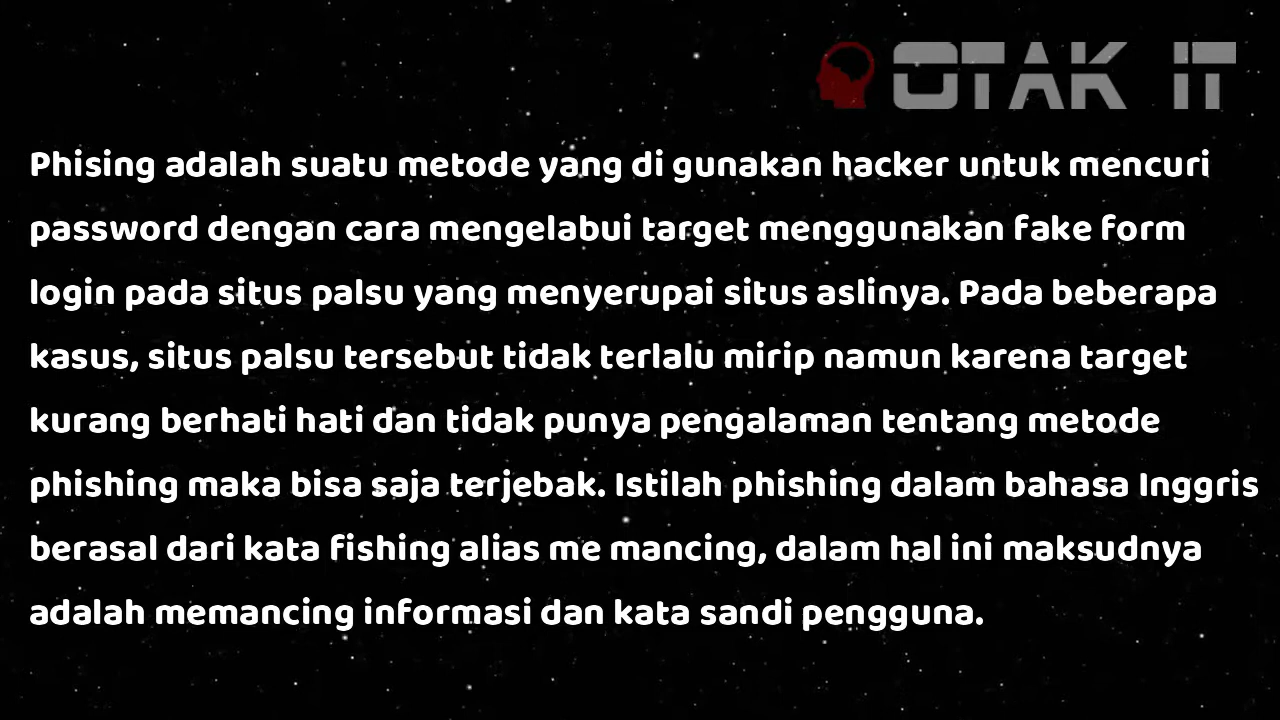 OTAK IT
Phising adalah suatu metode yang di gunakan hacker untuk mencuri
password dengan cara mengelabui target menggunakan fake form
login pada situs palsu yang menyerupai situs aslinya. Pada beberapa
kasus, situs palsu tersebut tidak terlalu mirip namun karena target
kurang berhati hati dan tidak punya pengalaman tentang metode
phishing maka bisa saja terjebak. Istilah phishing dalam bahasa Inggris
berasal dari kata fishing alias me mancing, dalam hal ini maksudnya
adalah memancing informasi dan kata sandi pengguna.